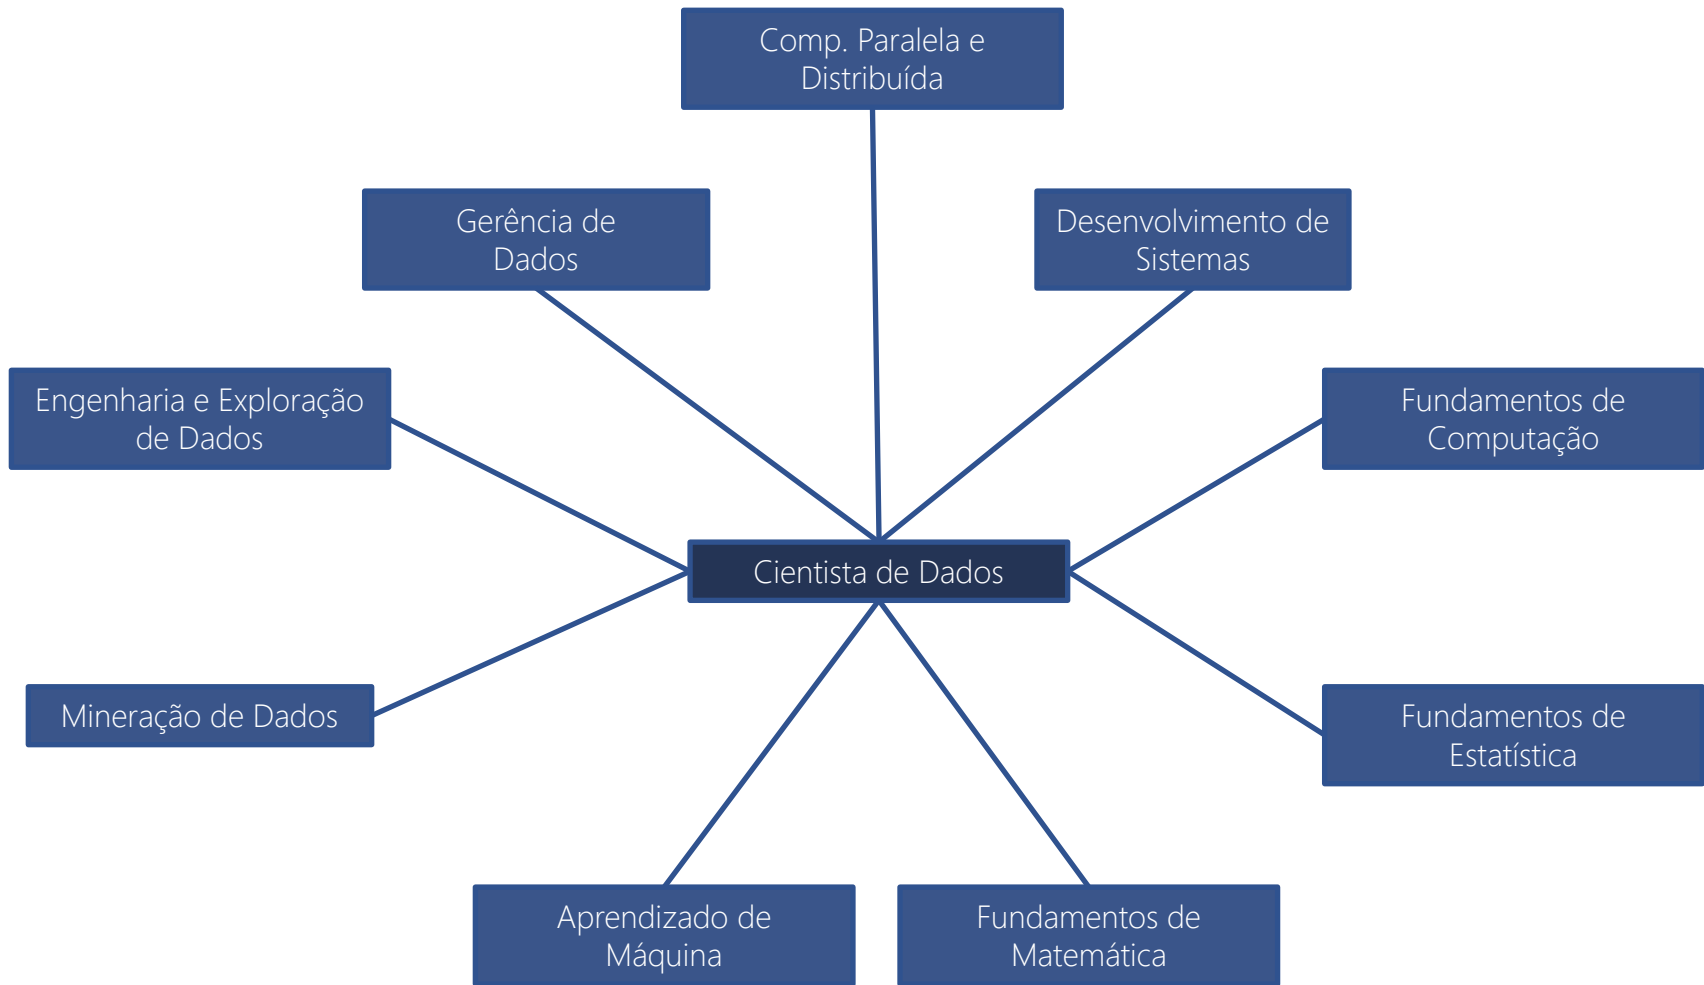 Comp. Paralela e
Distribuída
Gerência de
Dados
Desenvolvimento de
Sistemas
Engenharia e Exploração
de Dados
Fundamentos de
Computação
Cientista de Dados
Mineração de Dados
Fundamentos de
Estatística
Aprendizado de
Máquina
Fundamentos de
Matemática